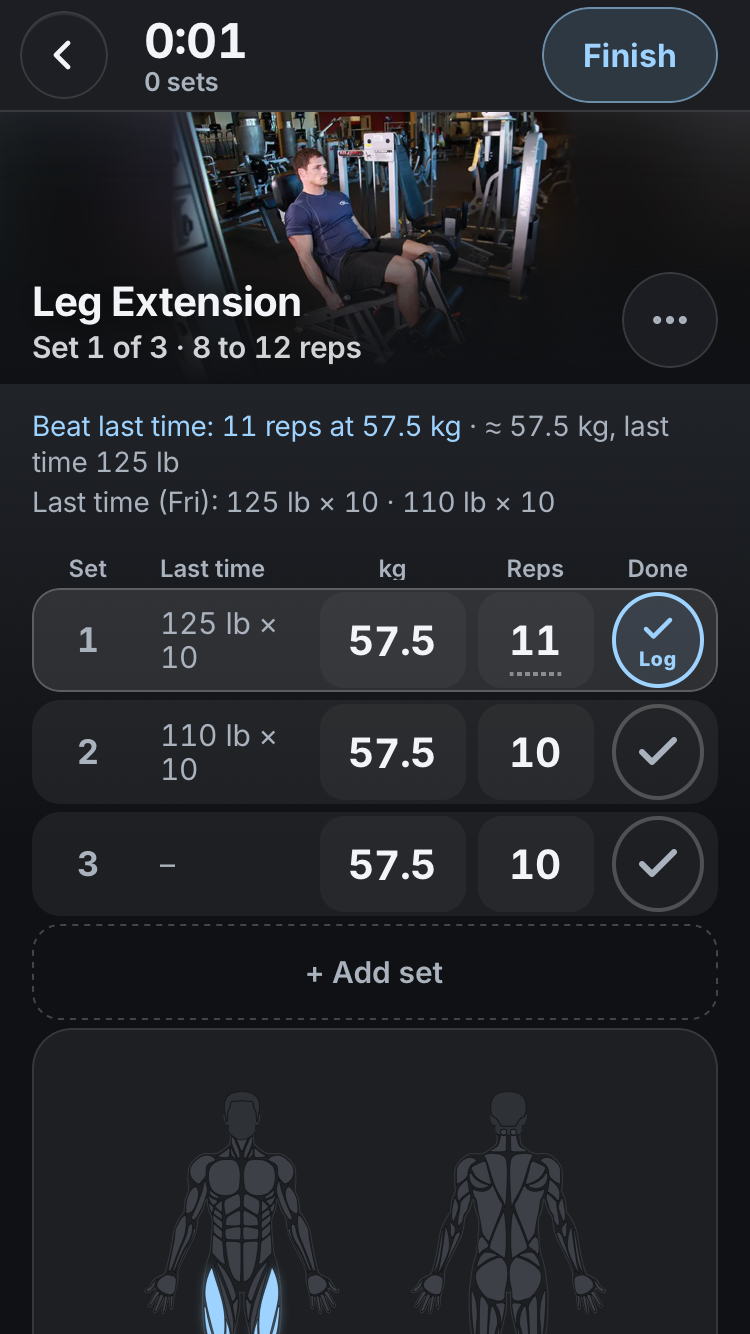 0:01
0 sets
Finish
Leg Extension
Set 1 of 3 · 8 to 12 reps
Beat last time: 11 reps at 57.5 kg · ≈ 57.5 kg, last
time 125 lb
Last time (Fri): 125 lb × 10 · 110 lb × 10
Set Last time kg Reps Done
1 125 lb × 10 57.5 11 Log
2 110 lb × 10 57.5 10
3 – 57.5 10
+ Add set